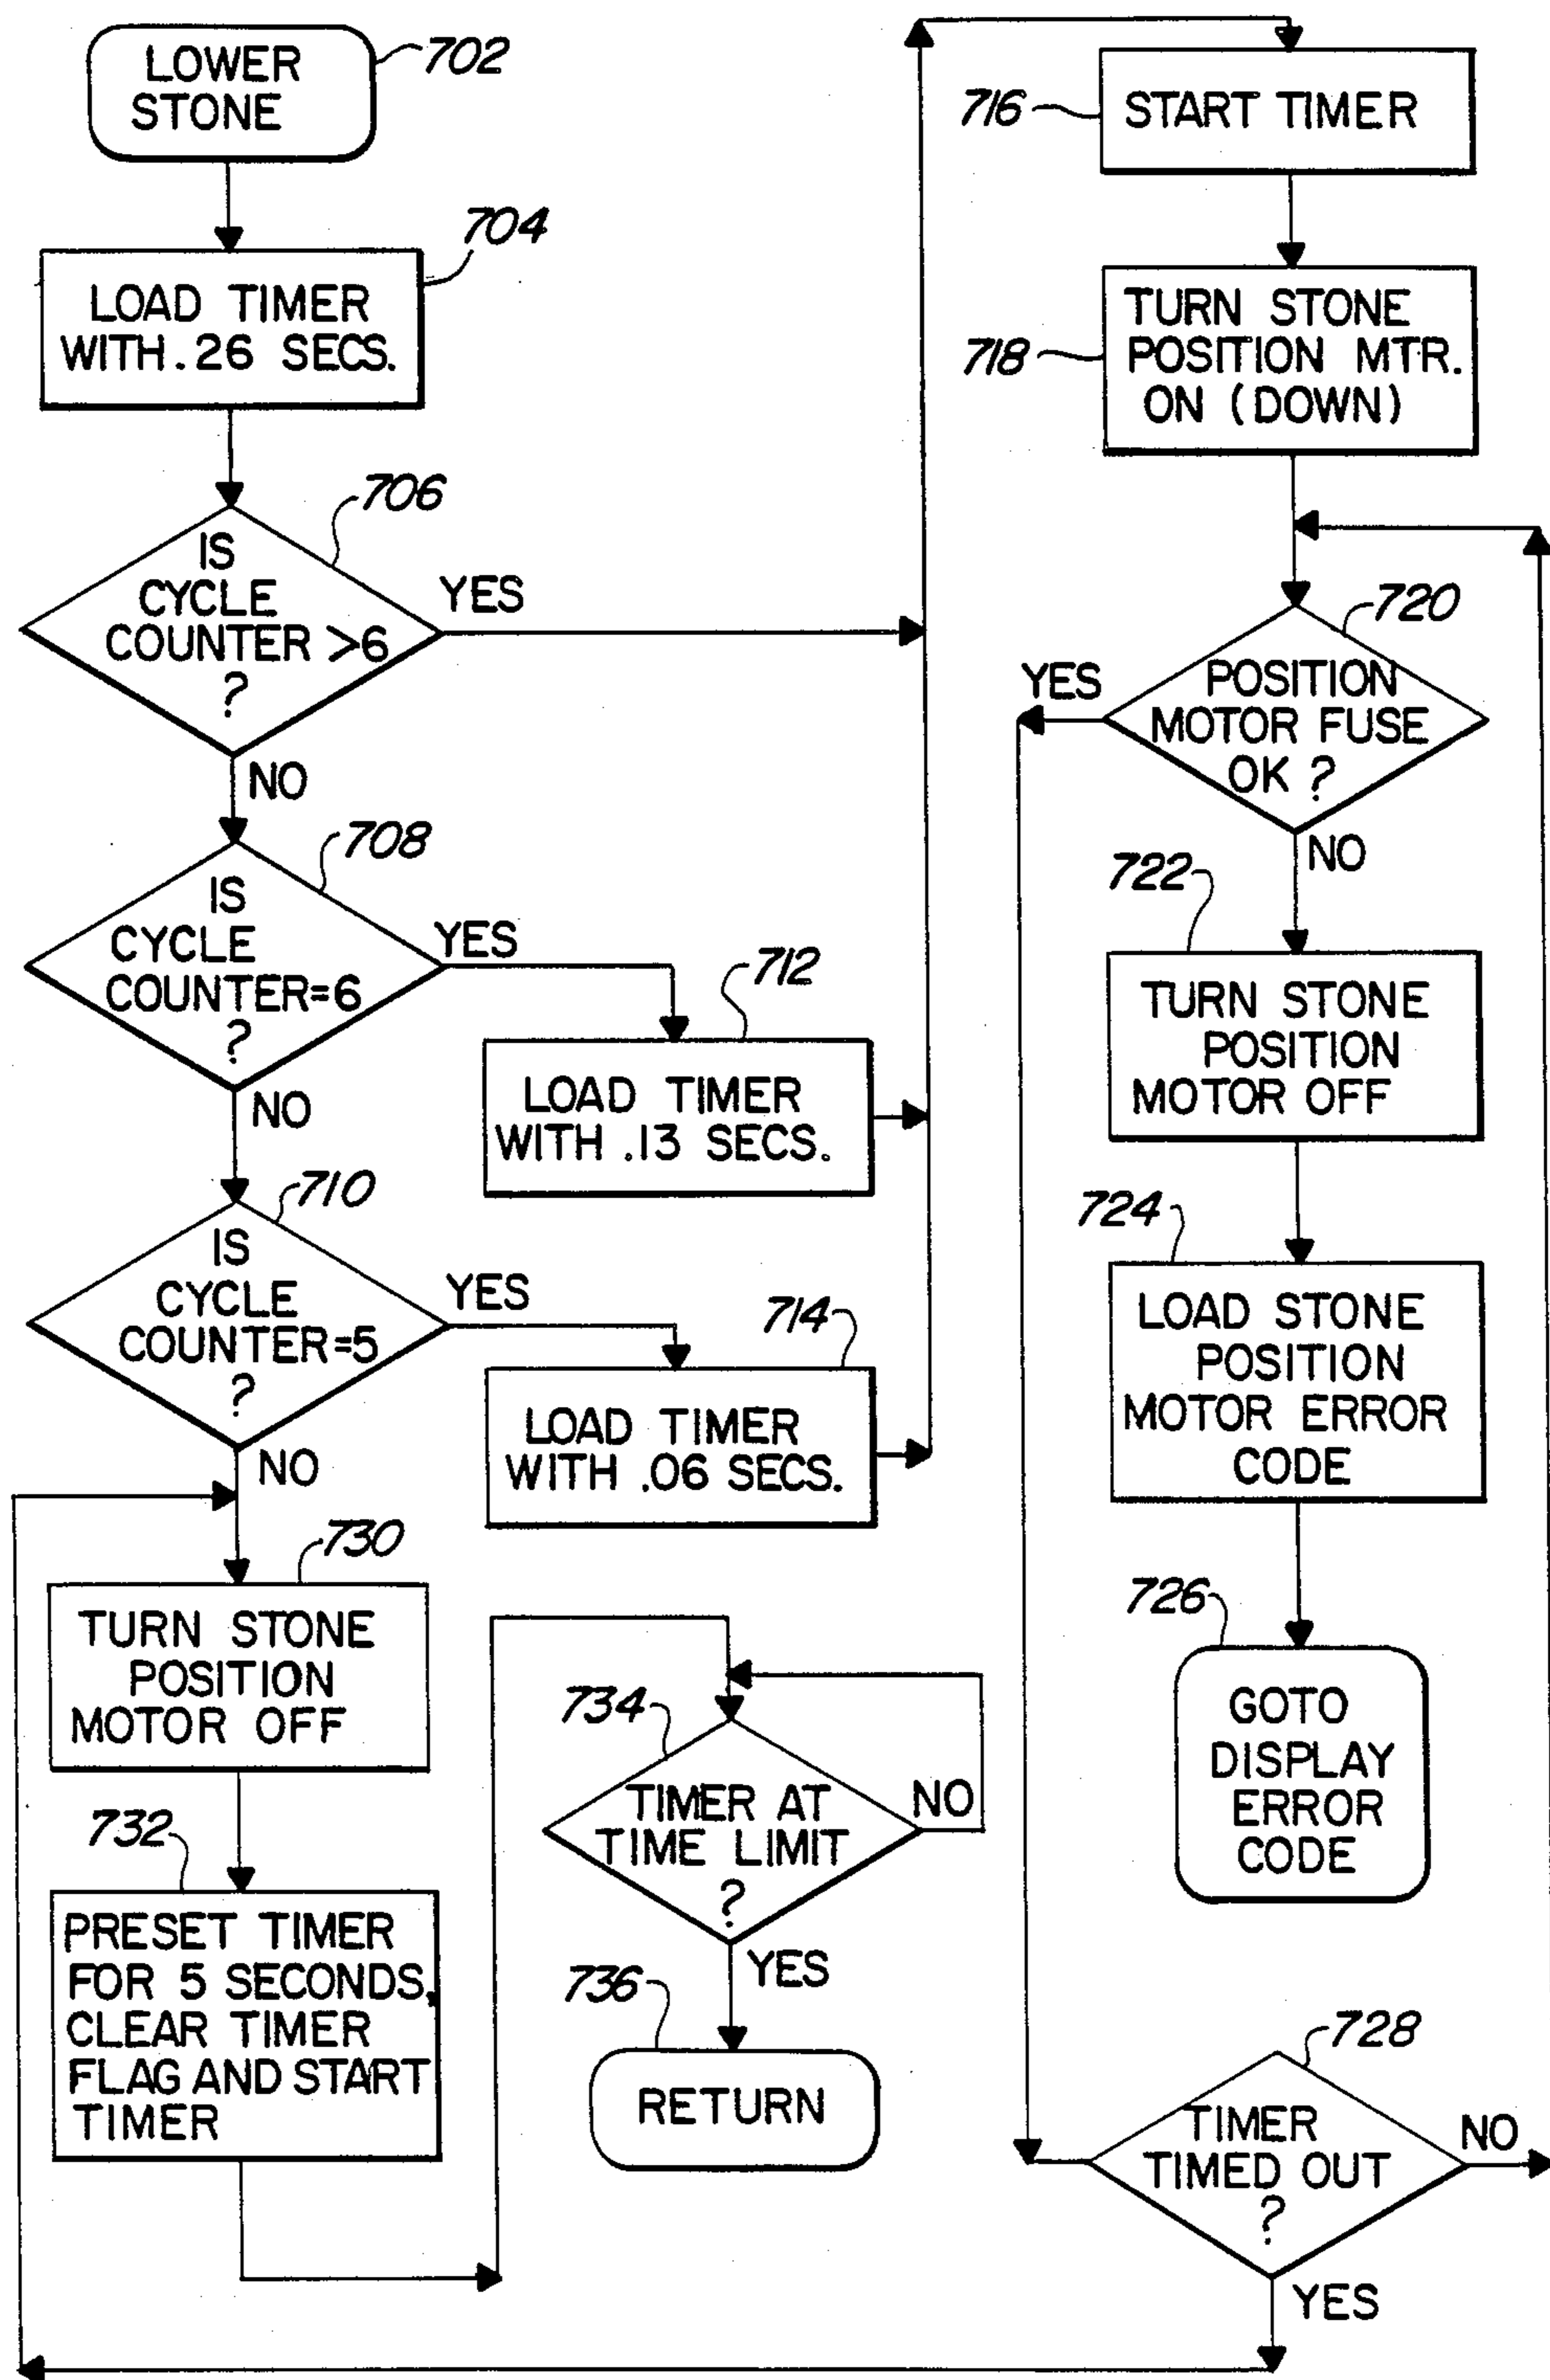 LOWER
STONE
702
LOAD TIMER
WITH .26 SECS.
704
IS
CYCLE
COUNTER >6
?
706
YES
NO
IS
CYCLE
COUNTER=6
?
708
YES
NO
712
LOAD TIMER
WITH .13 SECS.
IS
CYCLE
COUNTER=5
?
710
YES
NO
714
LOAD TIMER
WITH .06 SECS.
730
TURN STONE
POSITION
MOTOR OFF
732
PRESET TIMER
FOR 5 SECONDS,
CLEAR TIMER
FLAG AND START
TIMER
734
TIMER AT
TIME LIMIT
?
NO
YES
736
RETURN
716
START TIMER
718
TURN STONE
POSITION MTR.
ON (DOWN)
720
POSITION
MOTOR FUSE
OK ?
YES
NO
722
TURN STONE
POSITION
MOTOR OFF
724
LOAD STONE
POSITION
MOTOR ERROR
CODE
726
GOTO
DISPLAY
ERROR
CODE
728
TIMER
TIMED OUT
?
NO
YES